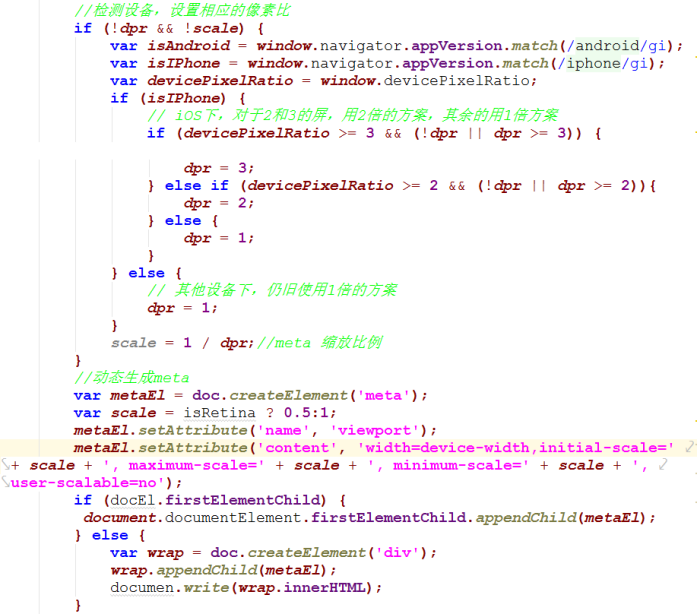 //检测设备，设置相应的像素比
if (!dpr && !scale) {
var isAndroid = window.navigator.appVersion.match(/android/gi);
var isIPhone = window.navigator.appVersion.match(/iphone/gi);
var devicePixelRatio = window.devicePixelRatio;
if (isIPhone) {
// iOS下，对于2和3的屏，用2倍的方案，其余的用1倍方案
if (devicePixelRatio >= 3 && (!dpr || dpr >= 3)) {
dpr = 3;
} else if (devicePixelRatio >= 2 && (!dpr || dpr >= 2)){
dpr = 2;
} else {
dpr = 1;
}
} else {
// 其他设备下，仍旧使用1倍的方案
dpr = 1;
}
scale = 1 / dpr;//meta 缩放比例
}
//动态生成meta
var metaEl = doc.createElement('meta');
var scale = isRetina ? 0.5:1;
metaEl.setAttribute('name', 'viewport');
metaEl.setAttribute('content', 'width=device-width,initial-scale='
+ scale + ', maximum-scale=' + scale + ', minimum-scale=' + scale + ',
user-scalable=no');
if (docEl.firstElementChild) {
document.documentElement.firstElementChild.appendChild(metaEl);
} else {
var wrap = doc.createElement('div');
wrap.appendChild(metaEl);
documen.write(wrap.innerHTML);
}